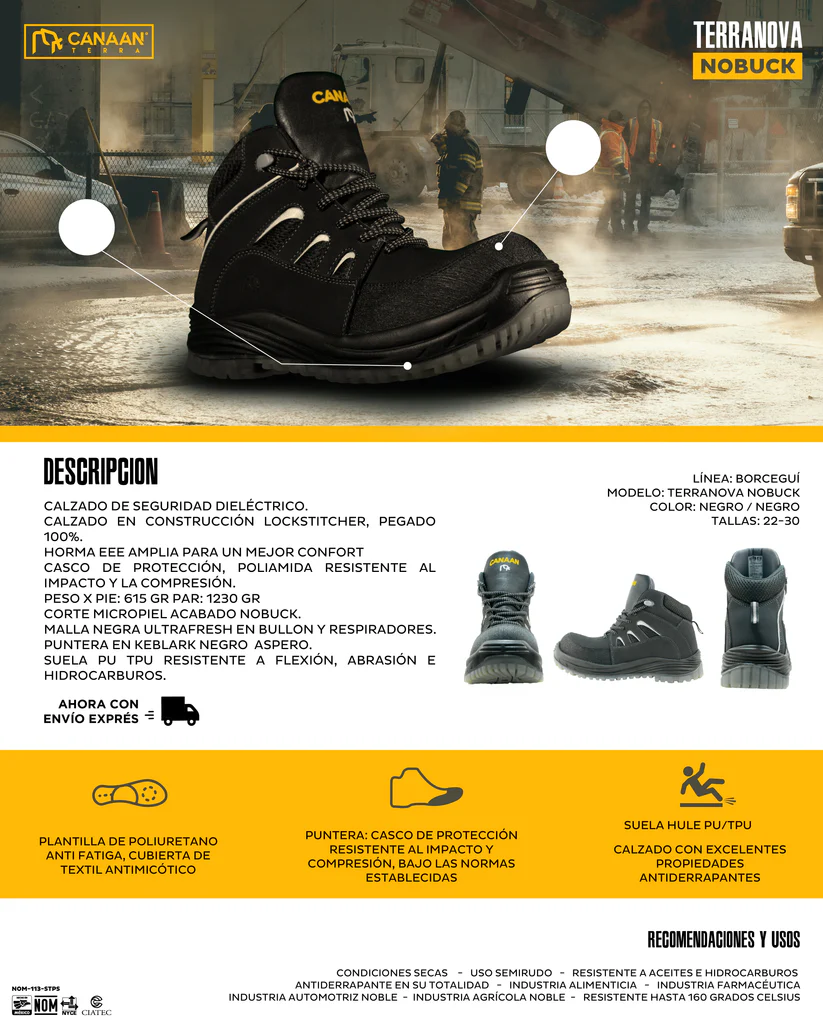 CANAAN®
TERRA
TERRANOVA
NOBUCK
CANAAN
DESCRIPCION
CALZADO DE SEGURIDAD DIELÉCTRICO.
CALZADO EN CONSTRUCCIÓN LOCKSTITCHER, PEGADO
100%.
HORMA EEE AMPLIA PARA UN MEJOR CONFORT
CASCO DE PROTECCIÓN, POLIAMIDA RESISTENTE AL
IMPACTO Y LA COMPRESIÓN.
PESO X PIE: 615 GR PAR: 1230 GR
CORTE MICROPIEL ACABADO NOBUCK.
MALLA NEGRA ULTRAFRESH EN BULLON Y RESPIRADORES.
PUNTERA EN KEBLARK NEGRO ASPERO.
SUELA PU TPU RESISTENTE A FLEXIÓN, ABRASIÓN E
HIDROCARBUROS.
AHORA CON
ENVÍO EXPRÉS
LÍNEA: BORCEGUÍ
MODELO: TERRANOVA NOBUCK
COLOR: NEGRO / NEGRO
TALLAS: 22-30
CANAAN
PLANTILLA DE POLIURETANO
ANTI FATIGA, CUBIERTA DE
TEXTIL ANTIMICÓTICO
PUNTERA: CASCO DE PROTECCIÓN
RESISTENTE AL IMPACTO Y
COMPRESIÓN, BAJO LAS NORMAS
ESTABLECIDAS
SUELA HULE PU/TPU
CALZADO CON EXCELENTES
PROPIEDADES
ANTIDERRAPANTES
RECOMENDACIONES Y USOS
CONDICIONES SECAS - USO SEMIRUDO - RESISTENTE A ACEITES E HIDROCARBUROS
ANTIDERRAPANTE EN SU TOTALIDAD - INDUSTRIA ALIMENTICIA - INDUSTRIA FARMACÉUTICA
INDUSTRIA AUTOMOTRIZ NOBLE - INDUSTRIA AGRÍCOLA NOBLE - RESISTENTE HASTA 160 GRADOS CELSIUS
NOM-113-STPS
MÉXICO
NOM
NYCE
CIATEC